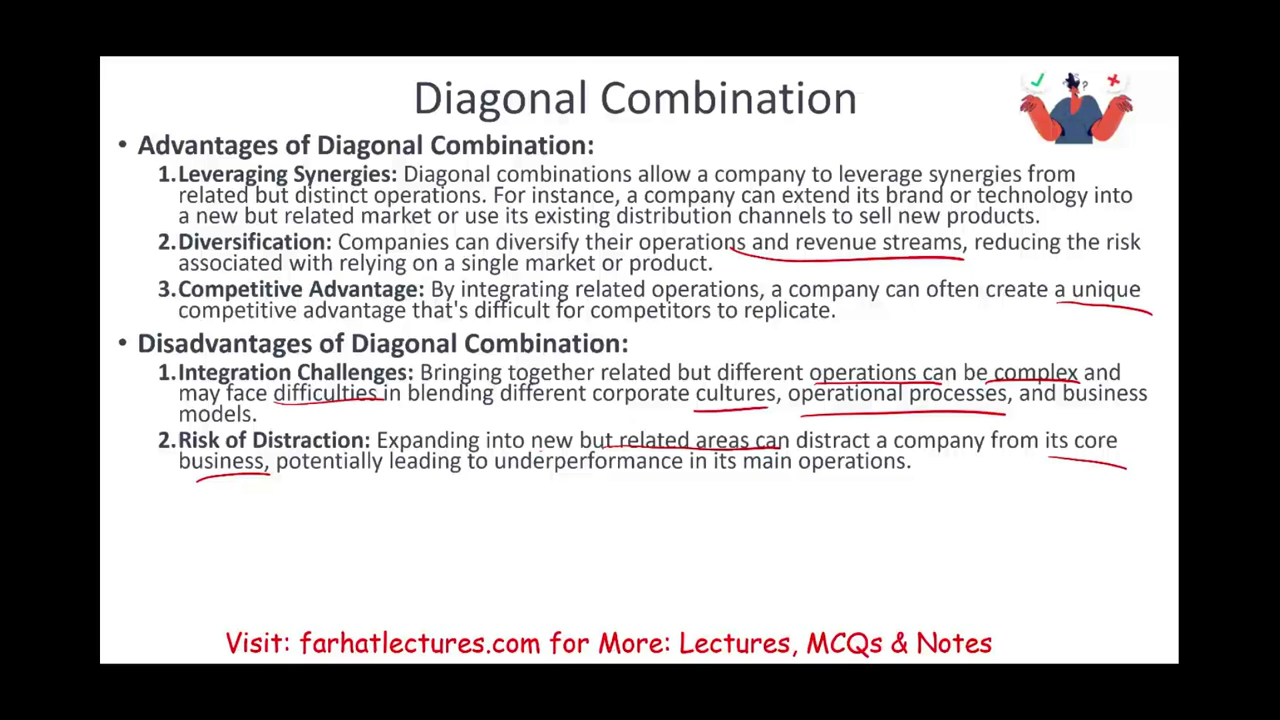 Diagonal Combination
• Advantages of Diagonal Combination:
1. Leveraging Synergies: Diagonal combinations allow a company to leverage synergies from
related but distinct operations. For instance, a company can extend its brand or technology into
a new but related market or use its existing distribution channels to sell new products.
2. Diversification: Companies can diversify their operations and revenue streams, reducing the risk
associated with relying on a single market or product.
3. Competitive Advantage: By integrating related operations, a company can often create a unique
competitive advantage that's difficult for competitors to replicate.
• Disadvantages of Diagonal Combination:
1. Integration Challenges: Bringing together related but different operations can be complex and
may face difficulties in blending different corporate cultures, operational processes, and business
models.
2. Risk of Distraction: Expanding into new but related areas can distract a company from its core
business, potentially leading to underperformance in its main operations.
Visit: farhatlectures.com for More: Lectures, MCQs & Notes